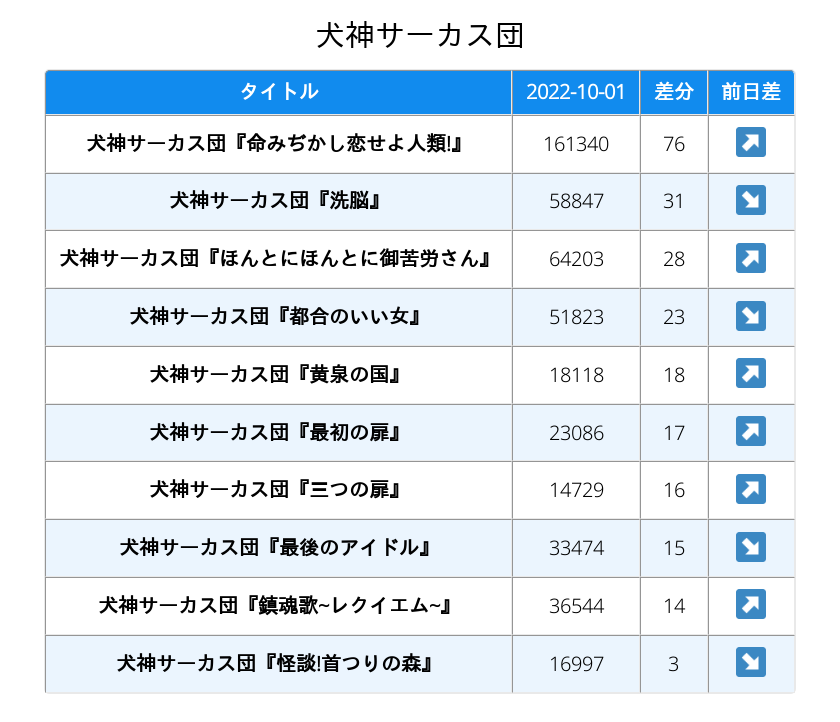 犬神サーカス団
タイトル 2022-10-01 差分 前日差
犬神サーカス団『命みぢかし恋せよ人類!』 161340 76 ↗
犬神サーカス団『洗脳』 58847 31 ↘
犬神サーカス団『ほんとにほんとに御苦労さん』 64203 28 ↗
犬神サーカス団『都合のいい女』 51823 23 ↘
犬神サーカス団『黄泉の国』 18118 18 ↗
犬神サーカス団『最初の扉』 23086 17 ↗
犬神サーカス団『三つの扉』 14729 16 ↗
犬神サーカス団『最後のアイドル』 33474 15 ↘
犬神サーカス団『鎮魂歌~レクイエム~』 36544 14 ↗
犬神サーカス団『怪談!首つりの森』 16997 3 ↘